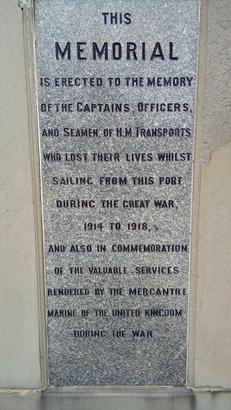 THIS
MEMORIAL
IS ERECTED TO THE MEMORY
OF THE CAPTAINS, OFFICERS,
AND SEAMEN, OF H.M. TRANSPORTS
WHO LOST THEIR LIVES WHILST
SAILING FROM THIS PORT
DURING THE GREAT WAR,
1914 TO 1918,
AND ALSO IN COMMEMORATION
OF THE VALUABLE SERVICES
RENDERED BY THE MERCANTILE
MARINE OF THE UNITED KINGDOM
DURING THE WAR